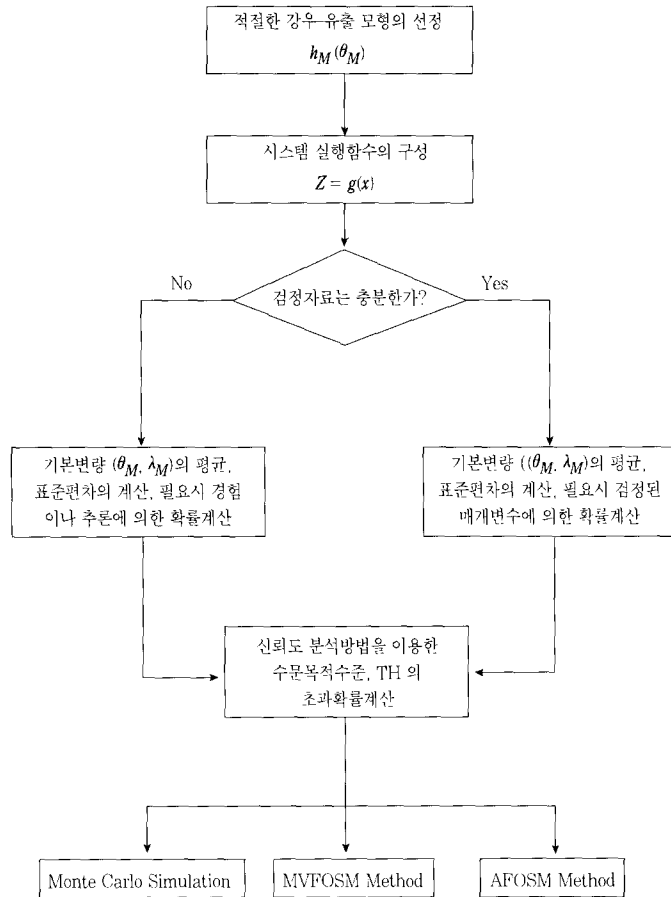 적절한 강우 유출 모형의 선정
h_M(θ_M)
시스템 실행함수의 구성
Z = g(x)
검정자료는 충분한가?
No
Yes
기본변량 (θ_M, λ_M)의 평균,
표준편차의 계산, 필요시 경험
이나 추론에 의한 확률계산
기본변량 ((θ_M. λ_M)의 평균,
표준편차의 계산, 필요시 검정된
매개변수에 의한 확률계산
신뢰도 분석방법을 이용한
수문목적수준, TH 의
초과확률계산
Monte Carlo Simulation
MVFOSM Method
AFOSM Method